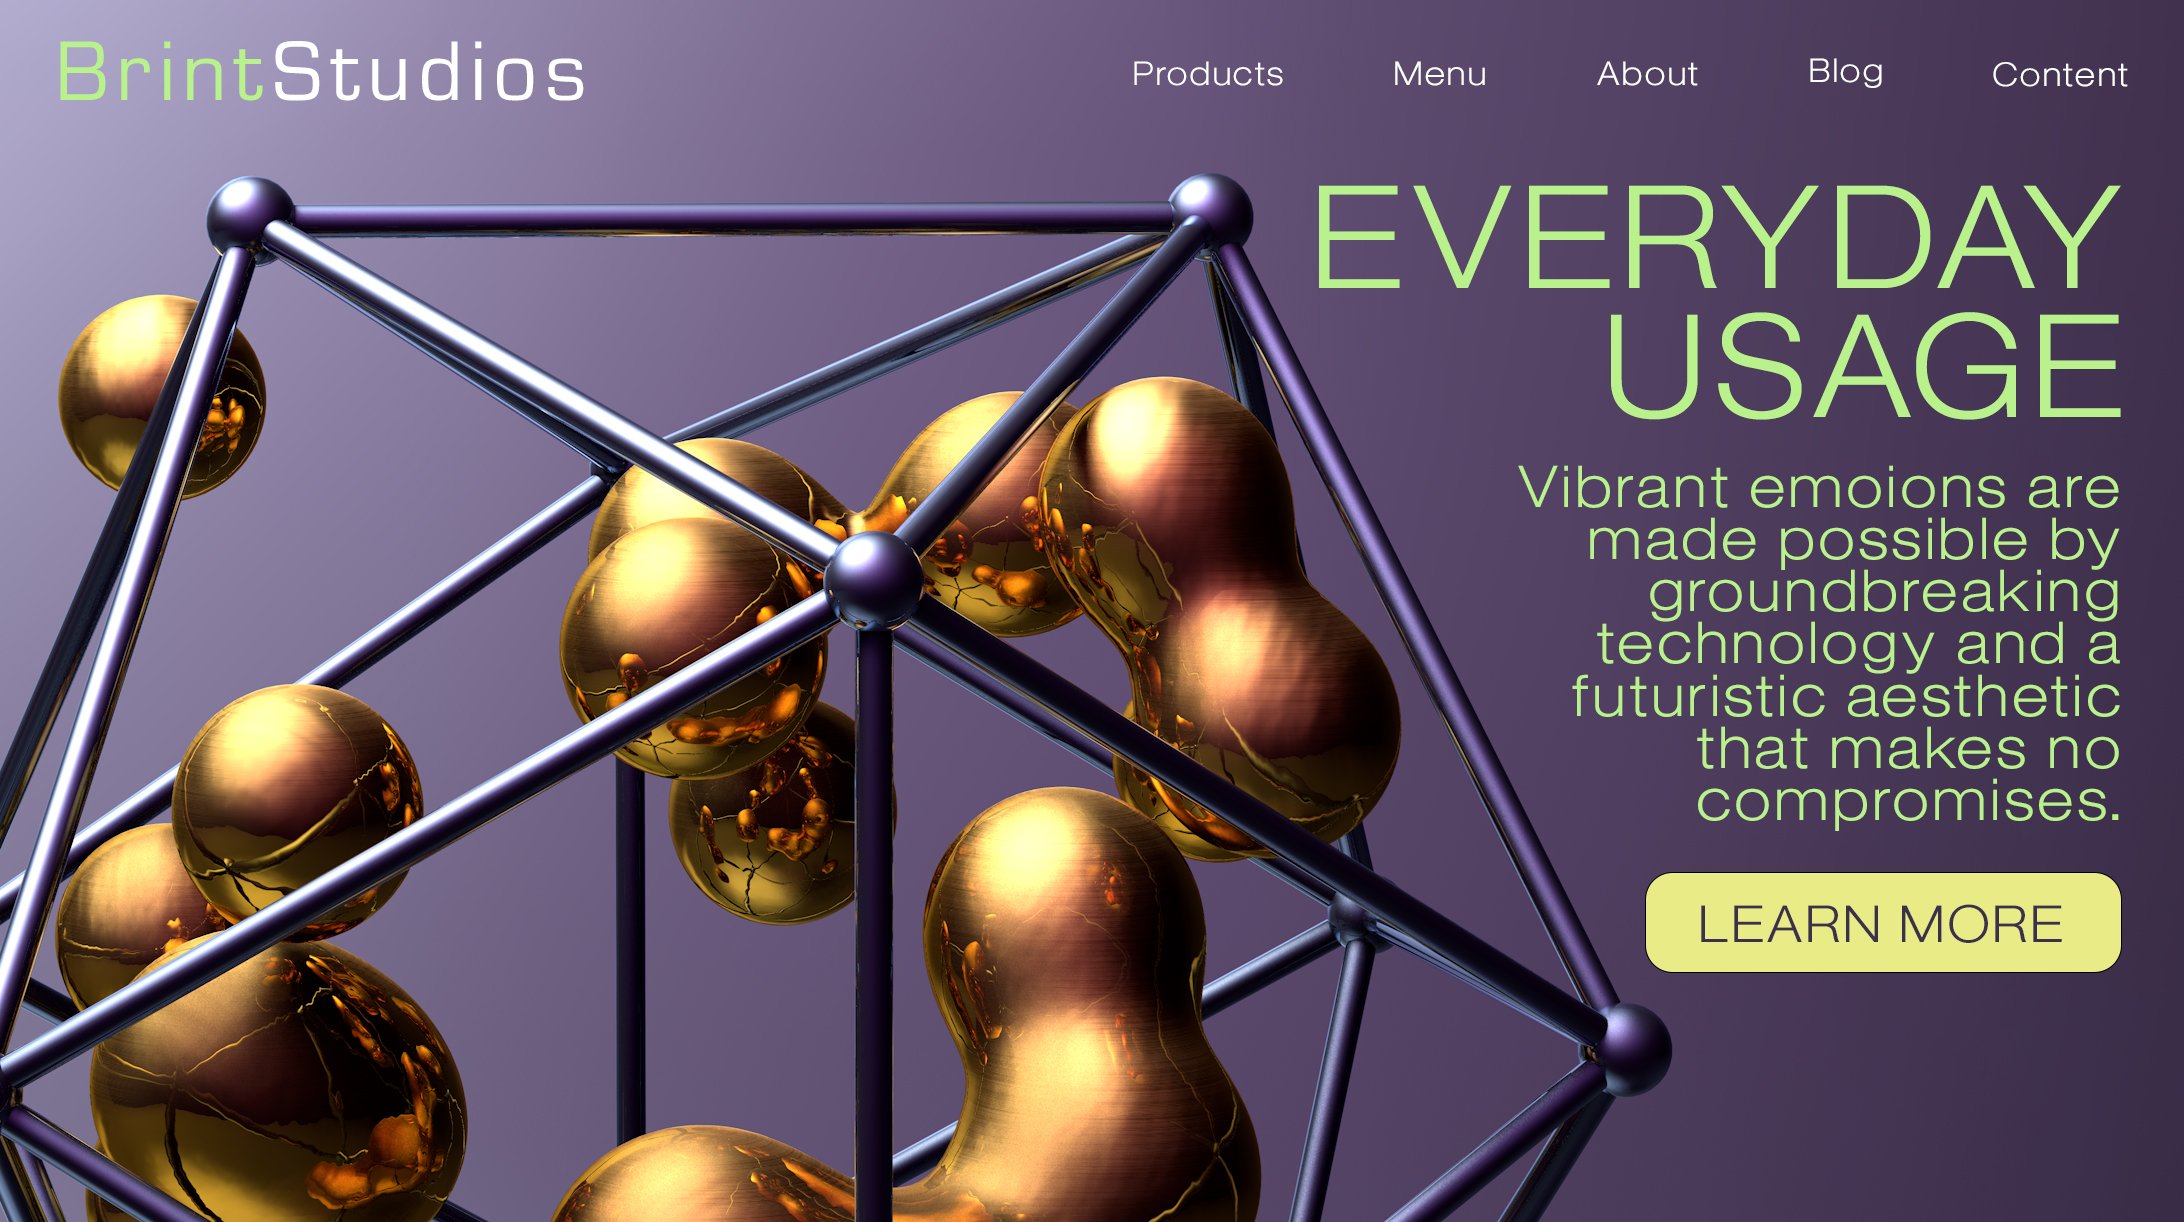 BrintStudios
Products Menu About Blog Content
EVERYDAY
USAGE
Vibrant emoions are
made possible by
groundbreaking
technology and a
futuristic aesthetic
that makes no
compromises.
LEARN MORE